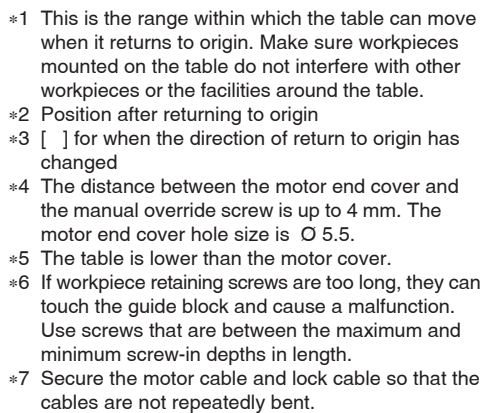 *1 This is the range within which the table can move
when it returns to origin. Make sure workpieces
mounted on the table do not interfere with other
workpieces or the facilities around the table.
*2 Position after returning to origin
*3 [ ] for when the direction of return to origin has
changed
*4 The distance between the motor end cover and
the manual override screw is up to 4 mm. The
motor end cover hole size is Ø 5.5.
*5 The table is lower than the motor cover.
*6 If workpiece retaining screws are too long, they can
touch the guide block and cause a malfunction.
Use screws that are between the maximum and
minimum screw-in depths in length.
*7 Secure the motor cable and lock cable so that the
cables are not repeatedly bent.